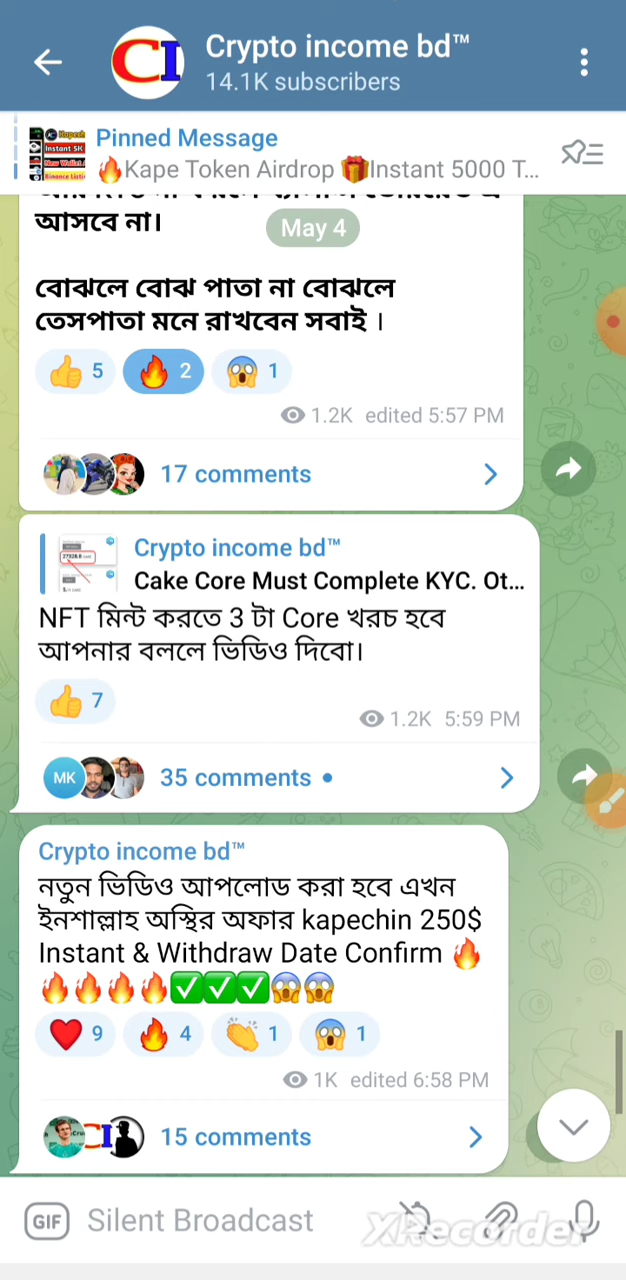 Crypto income bd™
14.1K subscribers
Pinned Message
🔥Kape Token Airdrop 🎁Instant 5000 T...
আসবে না।
May 4
বোঝলে বোঝ পাতা না বোঝলে
তেসপাতা মনে রাখবেন সবাই ।
👍 5 🔥 2 😱 1
1.2K edited 5:57 PM
17 comments
Crypto income bd™
Cake Core Must Complete KYC. Ot...
NFT মিন্ট করতে 3 টা Core খরচ হবে
আপনার বললে ভিডিও দিবো।
👍 7
1.2K 5:59 PM
MK
35 comments
Crypto income bd™
নতুন ভিডিও আপলোড করা হবে এখন
ইনশাল্লাহ অস্থির অফার kapechin 250$
Instant & Withdraw Date Confirm 🔥
🔥🔥🔥🔥✅✅✅😱😱
❤️ 9 🔥 4 👏 1 😱 1
1K edited 6:58 PM
CI
15 comments
GIF Silent Broadcast
XRecorder